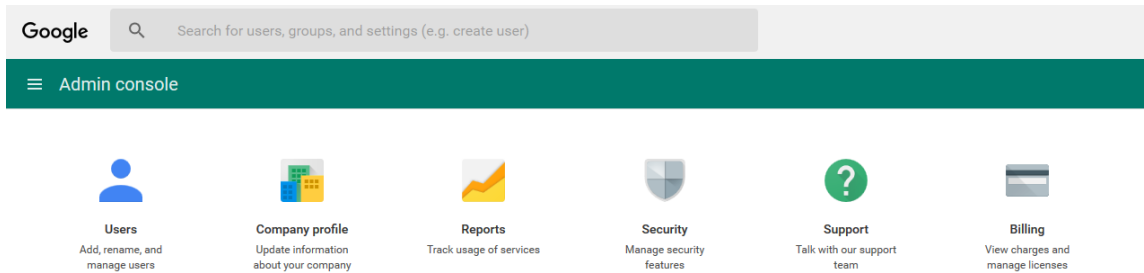 Google
Search for users, groups, and settings (e.g. create user)
Admin console
Users
Add, rename, and
manage users
Company profile
Update information
about your company
Reports
Track usage of services
Security
Manage security
features
Support
Talk with our support
team
Billing
View charges and
manage licenses